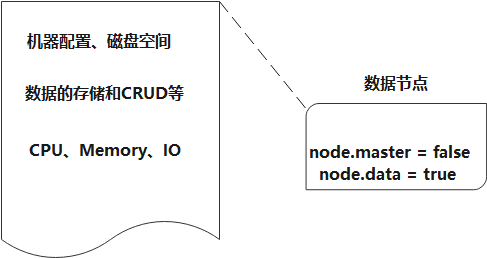 机器配置、磁盘空间
数据的存储和CRUD等
CPU、Memory、IO
数据节点
node.master = false
node.data = true